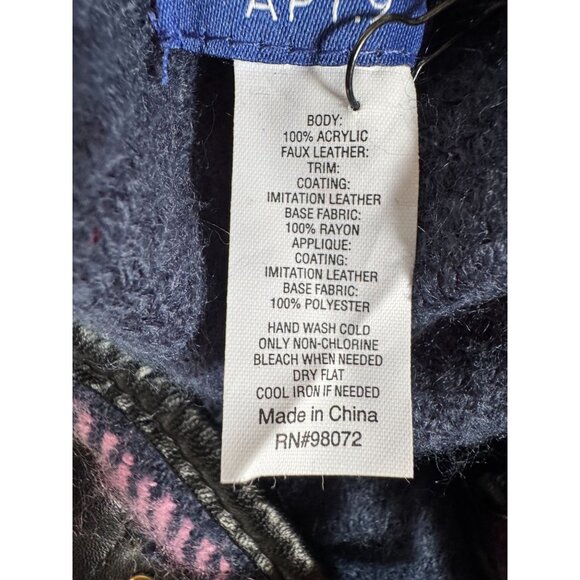 APT.9
BODY:
100% ACRYLIC
FAUX LEATHER:
TRIM:
COATING:
IMITATION LEATHER
BASE FABRIC:
100% RAYON
APPLIQUE:
COATING:
IMITATION LEATHER
BASE FABRIC:
100% POLYESTER
HAND WASH COLD
ONLY NON-CHLORINE
BLEACH WHEN NEEDED
DRY FLAT
COOL IRON IF NEEDED
Made in China
RN#98072